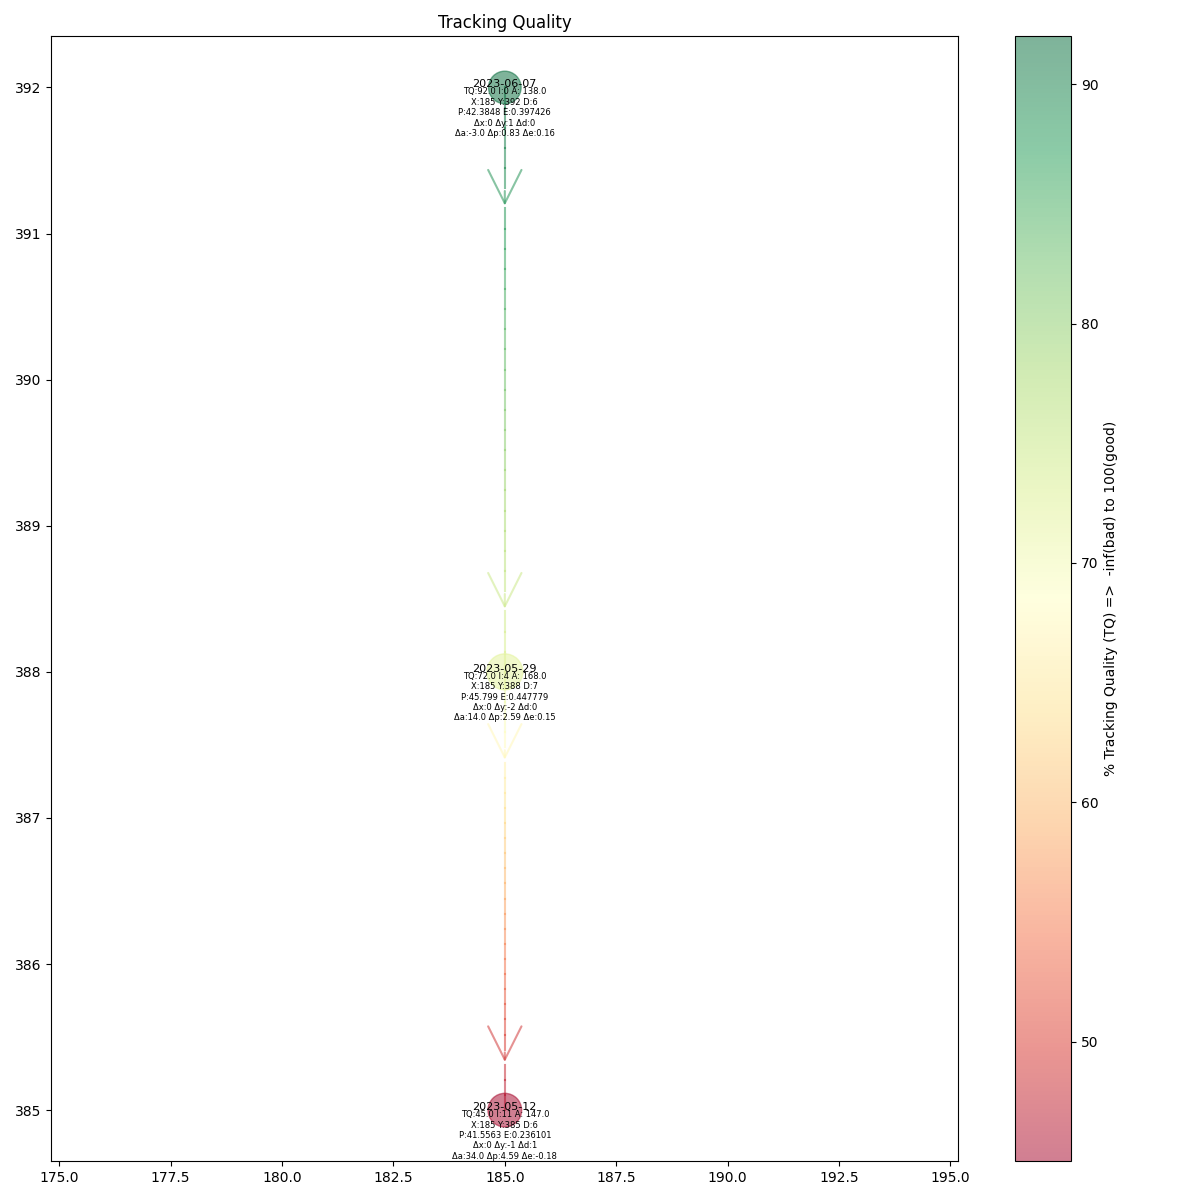 Tracking Quality
392
391
390
389
388
387
386
385
2023-06-07
TQ:92.0 I:0 A: 138.0
X:185 Y:392 D:6
P:42.3848 E:0.397426
Δx:0 Δy:1 Δd:0
Δa:-3.0 Δp:0.83 Δe:0.16
2023-05-29
TQ:72.0 I:4 A: 168.0
X:185 Y:388 D:7
P:45.799 E:0.447779
Δx:0 Δy:-2 Δd:0
Δa:14.0 Δp:2.59 Δe:0.15
2023-05-12
TQ:45.0 I:11 A: 147.0
X:185 Y:385 D:6
P:41.5563 E:0.236101
Δx:0 Δy:-1 Δd:1
Δa:34.0 Δp:4.59 Δe:-0.18
175.0 177.5 180.0 182.5 185.0 187.5 190.0 192.5 195.0
90
80
70
60
50
% Tracking Quality (TQ) => -inf(bad) to 100(good)